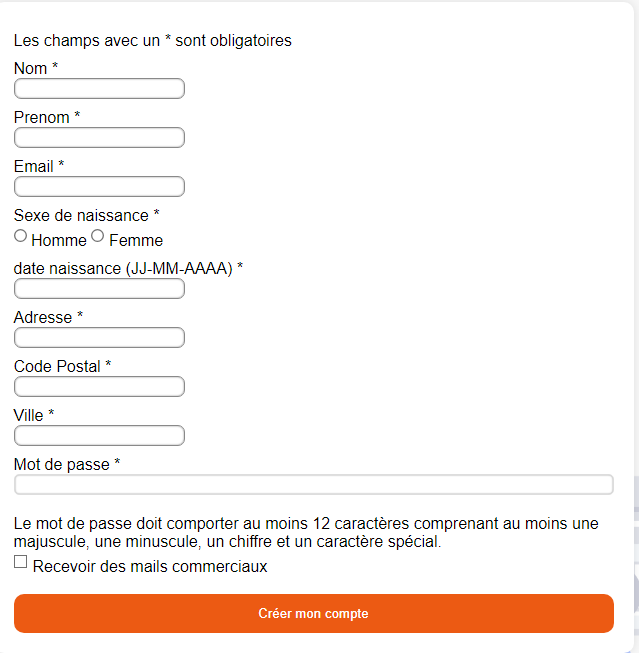 Les champs avec un * sont obligatoires
Nom *
Prenom *
Email *
Sexe de naissance *
Homme Femme
date naissance (JJ-MM-AAAA) *
Adresse *
Code Postal *
Ville *
Mot de passe *
Le mot de passe doit comporter au moins 12 caractères comprenant au moins une
majuscule, une minuscule, un chiffre et un caractère spécial.
Recevoir des mails commerciaux
Créer mon compte